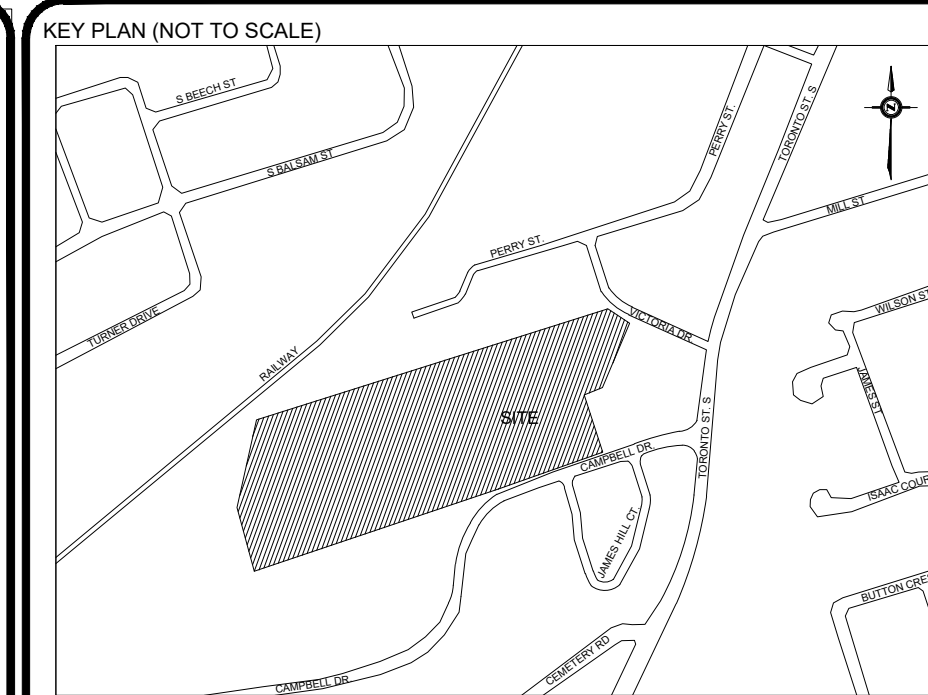 KEY PLAN (NOT TO SCALE)
S BEECH ST
S BALSAM ST
PERRY ST.
TORONTO ST. S
N
MILL ST
PERRY ST.
TURNER DRIVE
RAILWAY
VICTORIA DR
WILSON ST
JAMES ST
SITE
TORONTO ST. S
CAMPBELL DR.
ISAAC COUR
JAMES HILL CT.
BUTTON CRE
CEMETERY RD
CAMPBELL DR.